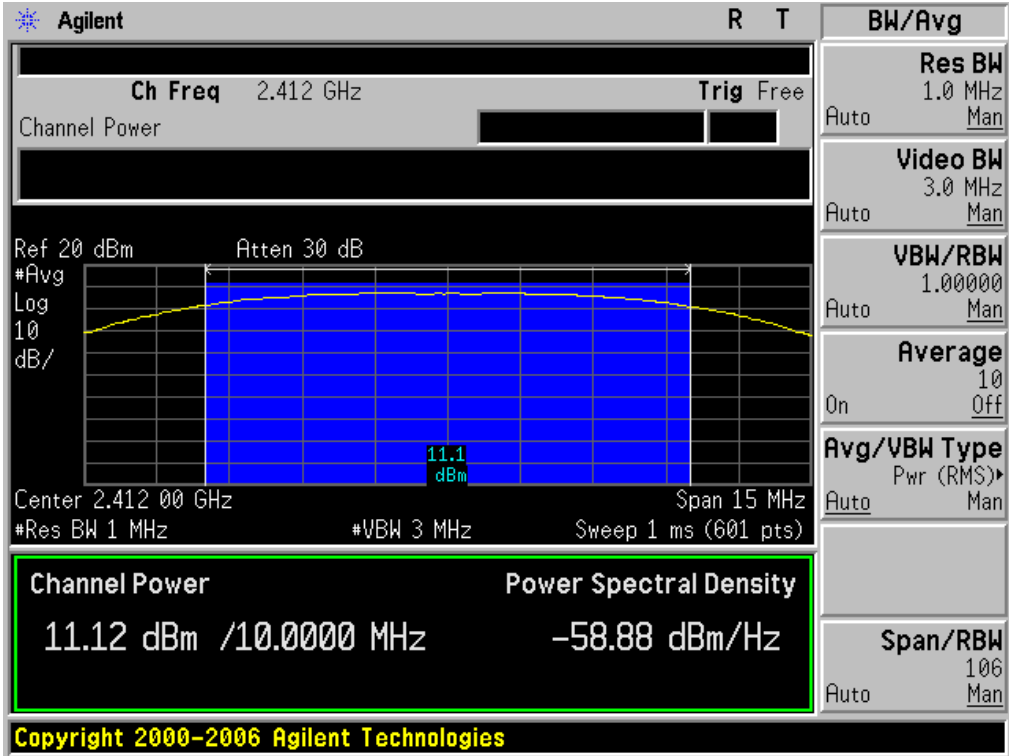 Agilent
R T
Ch Freq 2.412 GHz
Trig Free
Channel Power
Ref 20 dBm
Atten 30 dB
#Avg
Log
10
dB/
11.1
dBm
Center 2.412 00 GHz
Span 15 MHz
#Res BW 1 MHz
#VBW 3 MHz
Sweep 1 ms (601 pts)
Channel Power
Power Spectral Density
11.12 dBm /10.0000 MHz
-58.88 dBm/Hz
BW/Avg
Res BW
1.0 MHz
Auto Man
Video BW
3.0 MHz
Auto Man
VBW/RBW
1.00000
Auto Man
Average
10
On Off
Avg/VBW Type
Pwr (RMS)▸
Auto Man
Span/RBW
106
Auto Man
Copyright 2000-2006 Agilent Technologies